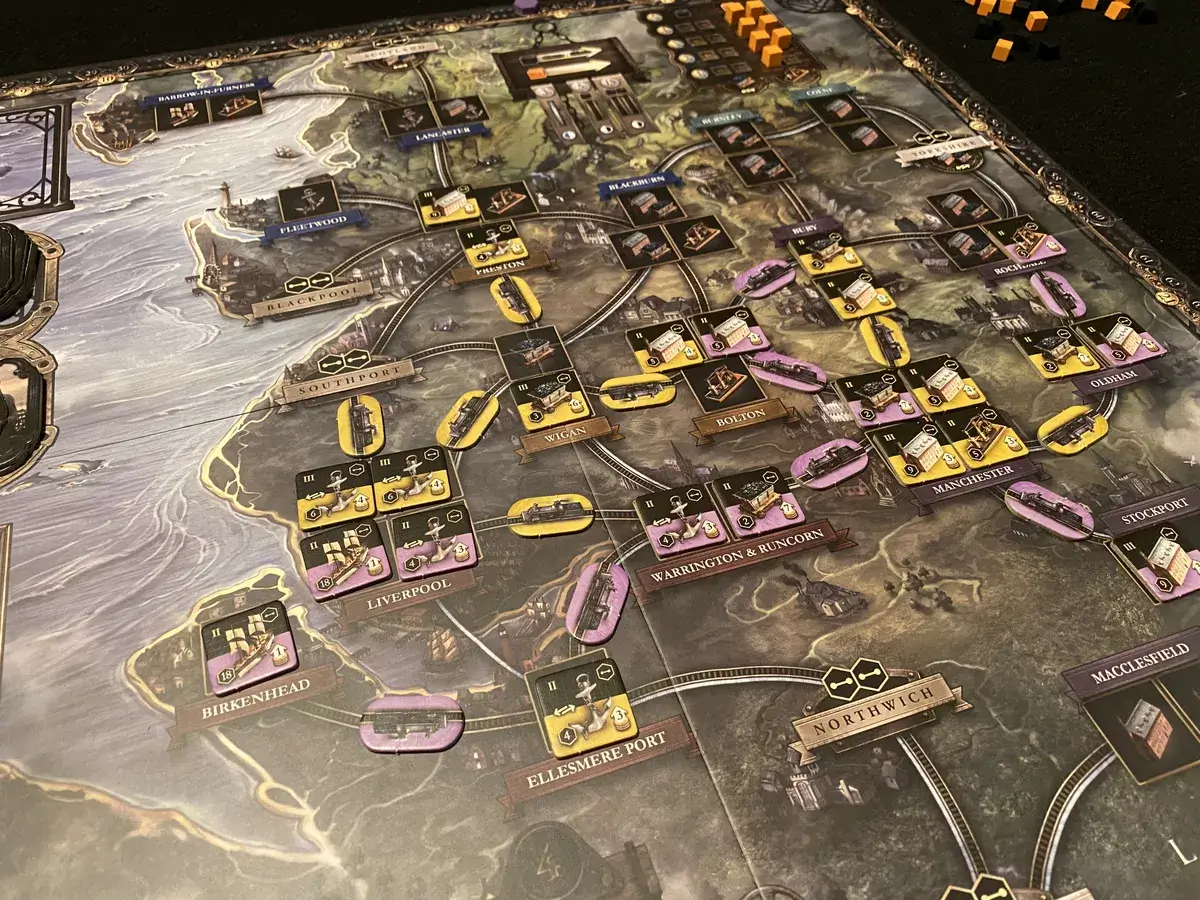 SCOTLAND
BARROW-IN-FURNESS
LANCASTER
COLNE
BURNLEY
YORKSHIRE
BLACKBURN
FLEETWOOD
BURY
PRESTON
ROCHDALE
BLACKPOOL
SOUTHPORT
OLDHAM
BOLTON
WIGAN
MANCHESTER
STOCKPORT
WARRINGTON & RUNCORN
LIVERPOOL
MACCLESFIELD
BIRKENHEAD
NORTHWICH
ELLESMERE PORT